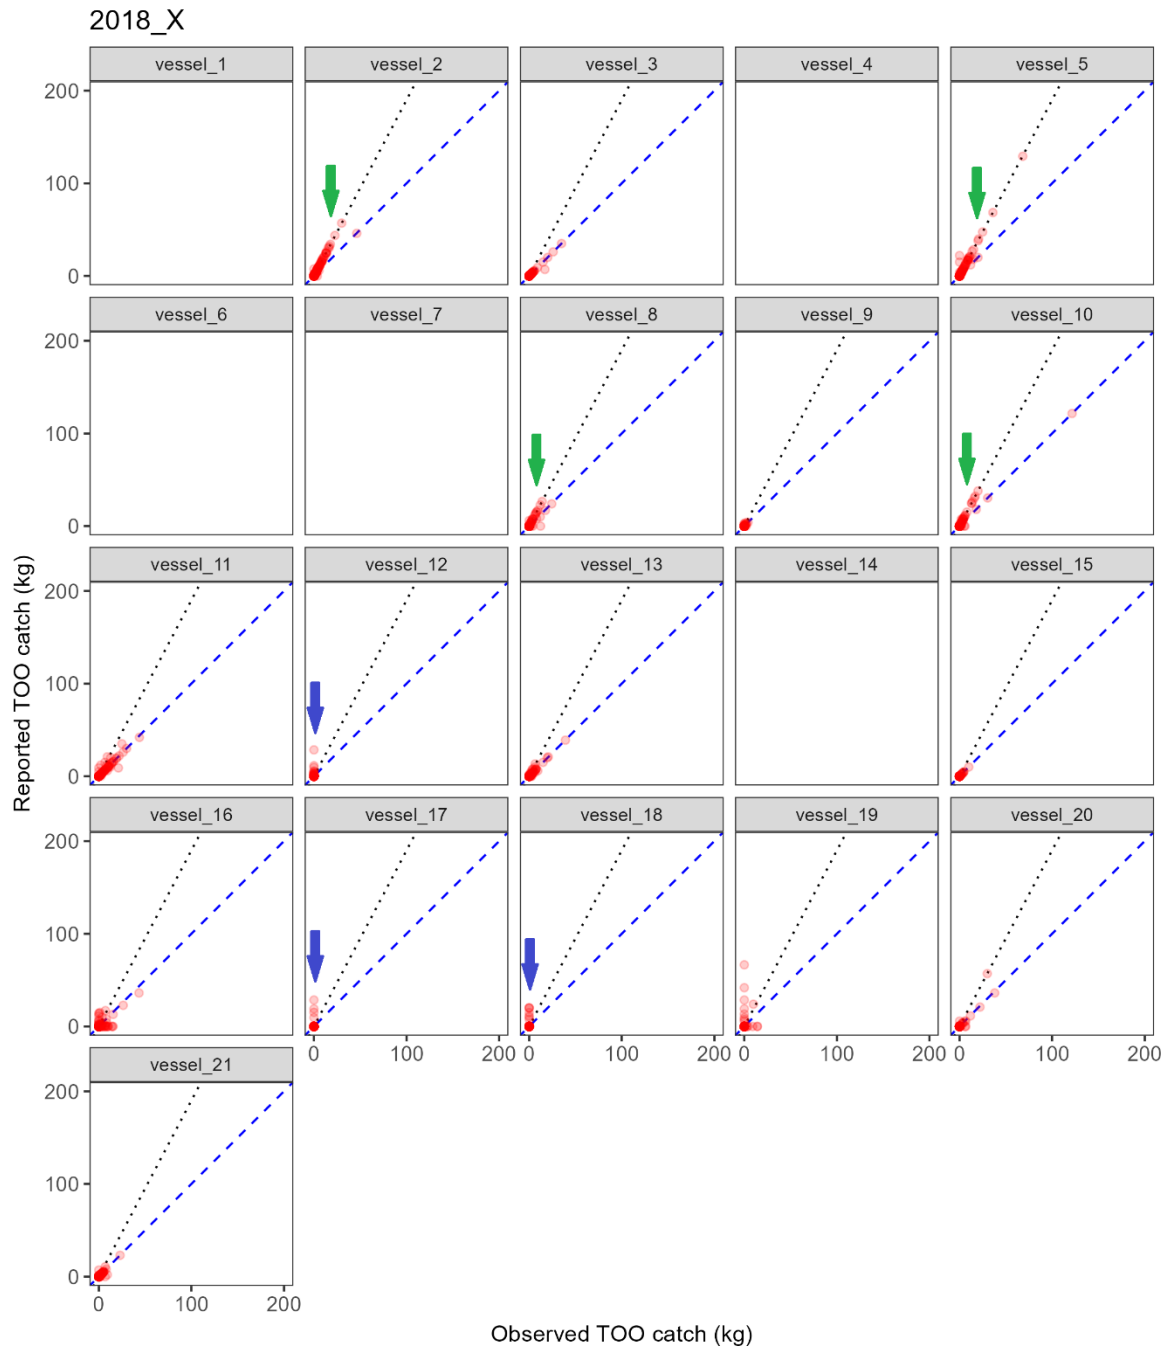 2018_X
vessel_1 vessel_2 vessel_3 vessel_4 vessel_5
200
100
0
vessel_6 vessel_7 vessel_8 vessel_9 vessel_10
200
100
0
vessel_11 vessel_12 vessel_13 vessel_14 vessel_15
200
100
0
vessel_16 vessel_17 vessel_18 vessel_19 vessel_20
200
100
0
0 100 200 0 100 200 0 100 200 0 100 200
vessel_21
200
100
0
0 100 200
Reported TOO catch (kg)
Observed TOO catch (kg)